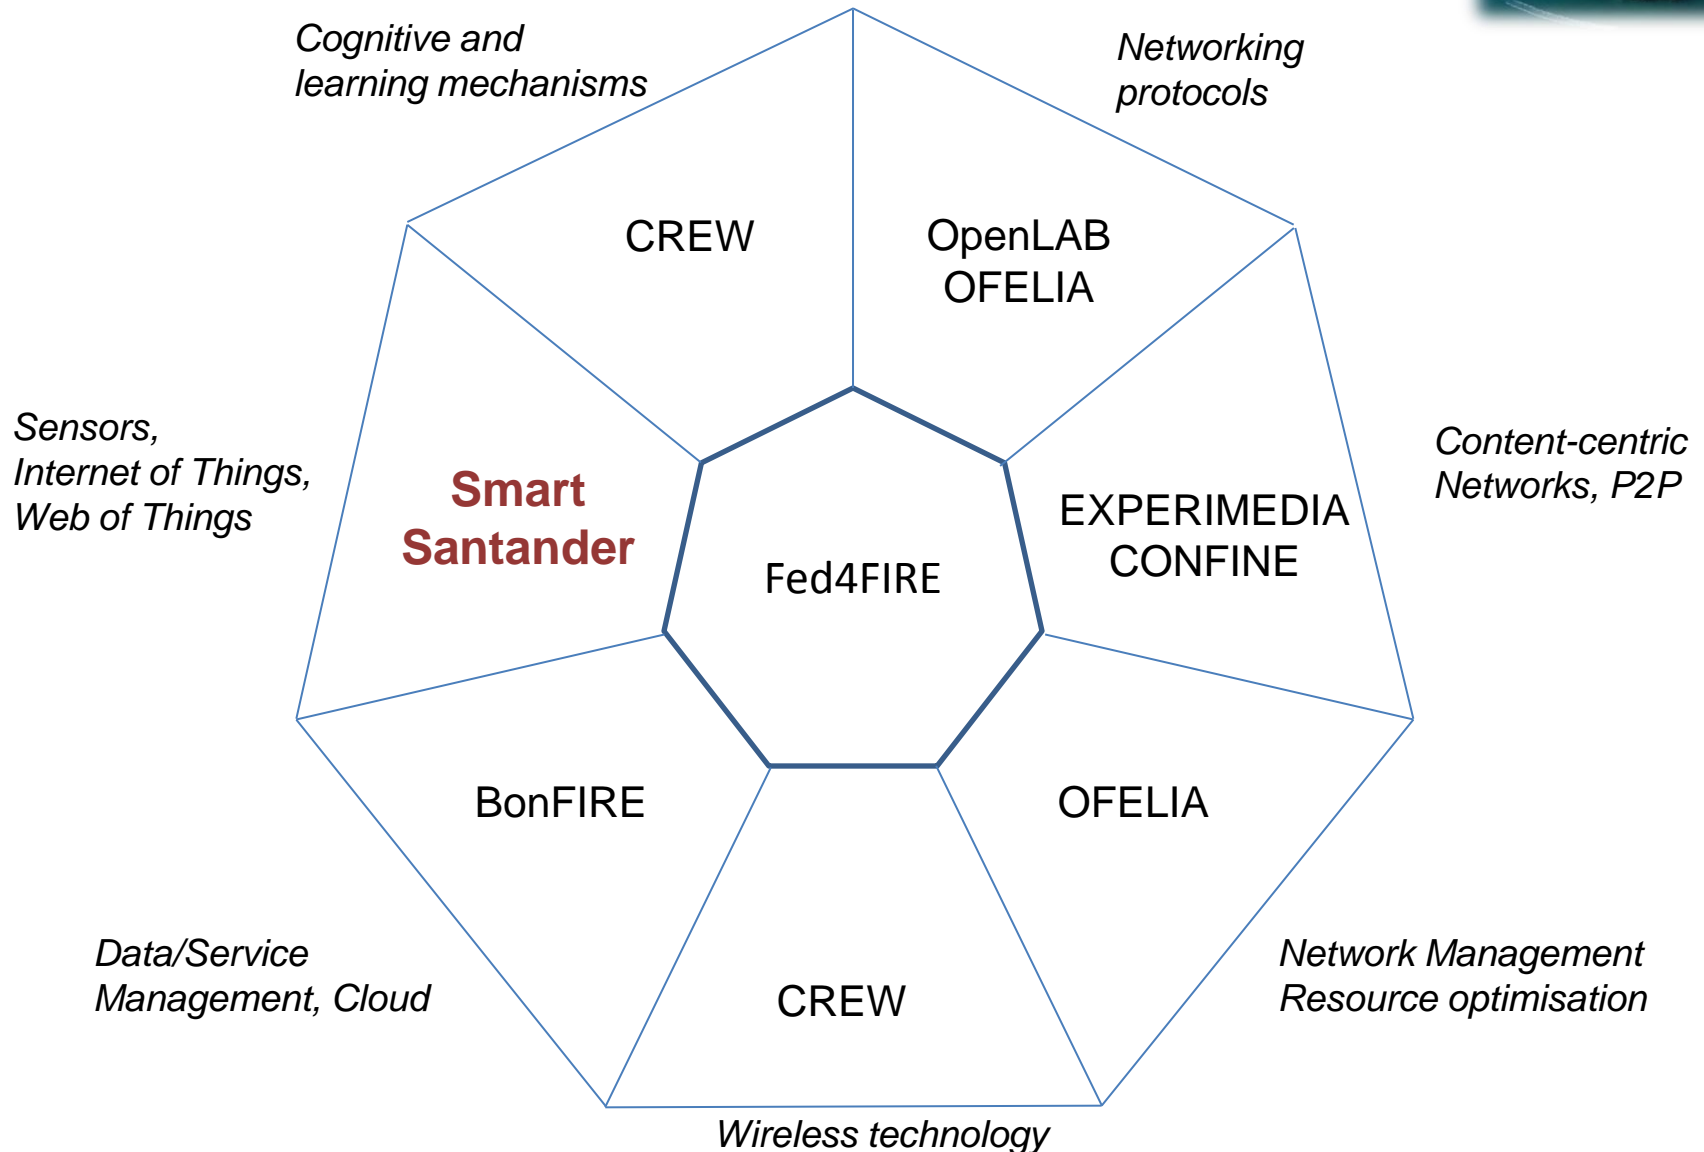 Cognitive and
learning mechanisms
Networking
protocols
CREW
OpenLAB
OFELIA
Sensors,
Internet of Things,
Web of Things
Smart
Santander
Fed4FIRE
EXPERIMEDIA
CONFINE
Content-centric
Networks, P2P
BonFIRE
OFELIA
Data/Service
Management, Cloud
CREW
Network Management
Resource optimisation
Wireless technology